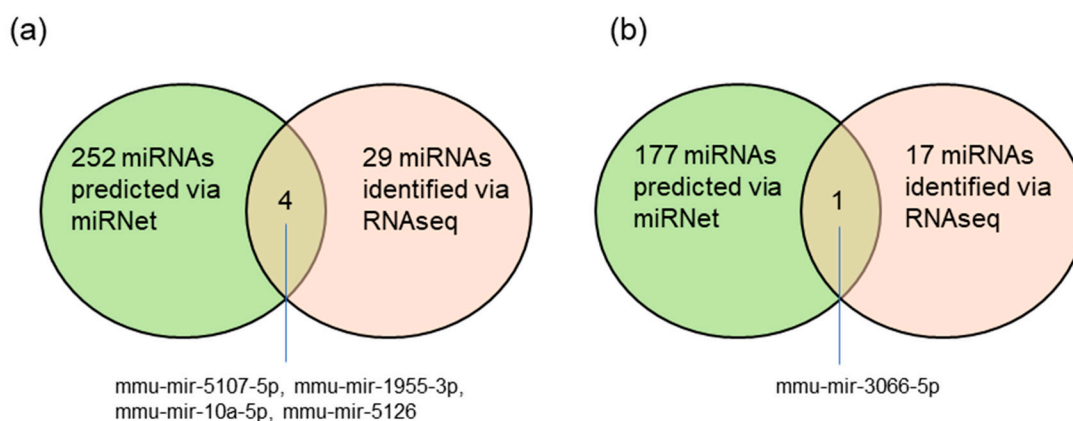 (a)
252 miRNAs
predicted via
miRNet
4
29 miRNAs
identified via
RNAseq
mmu-mir-5107-5p, mmu-mir-1955-3p,
mmu-mir-10a-5p, mmu-mir-5126
(b)
177 miRNAs
predicted via
miRNet
1
17 miRNAs
identified via
RNAseq
mmu-mir-3066-5p